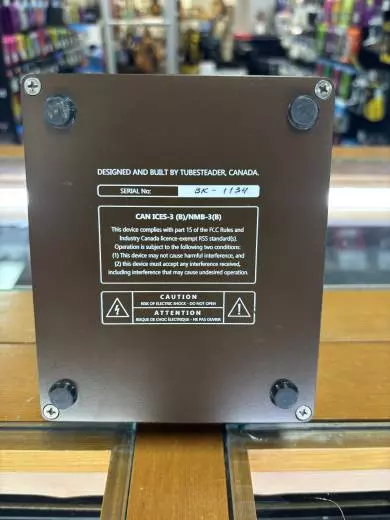 DESIGNED AND BUILT BY TUBESTEADER, CANADA.
SERIAL No: BK-1134
CAN ICES-3 (B)/NMB-3(B)
This device complies with part 15 of the FCC Rules and
Industry Canada licence-exempt RSS standard(s).
Operation is subject to the following two conditions:
(1) This device may not cause harmful interference, and
(2) this device must accept any interference received,
including interference that may cause undesired operation.
CAUTION
RISK OF ELECTRIC SHOCK - DO NOT OPEN
ATTENTION
RISQUE DE CHOC ÉLECTRIQUE - NE PAS OUVRIR